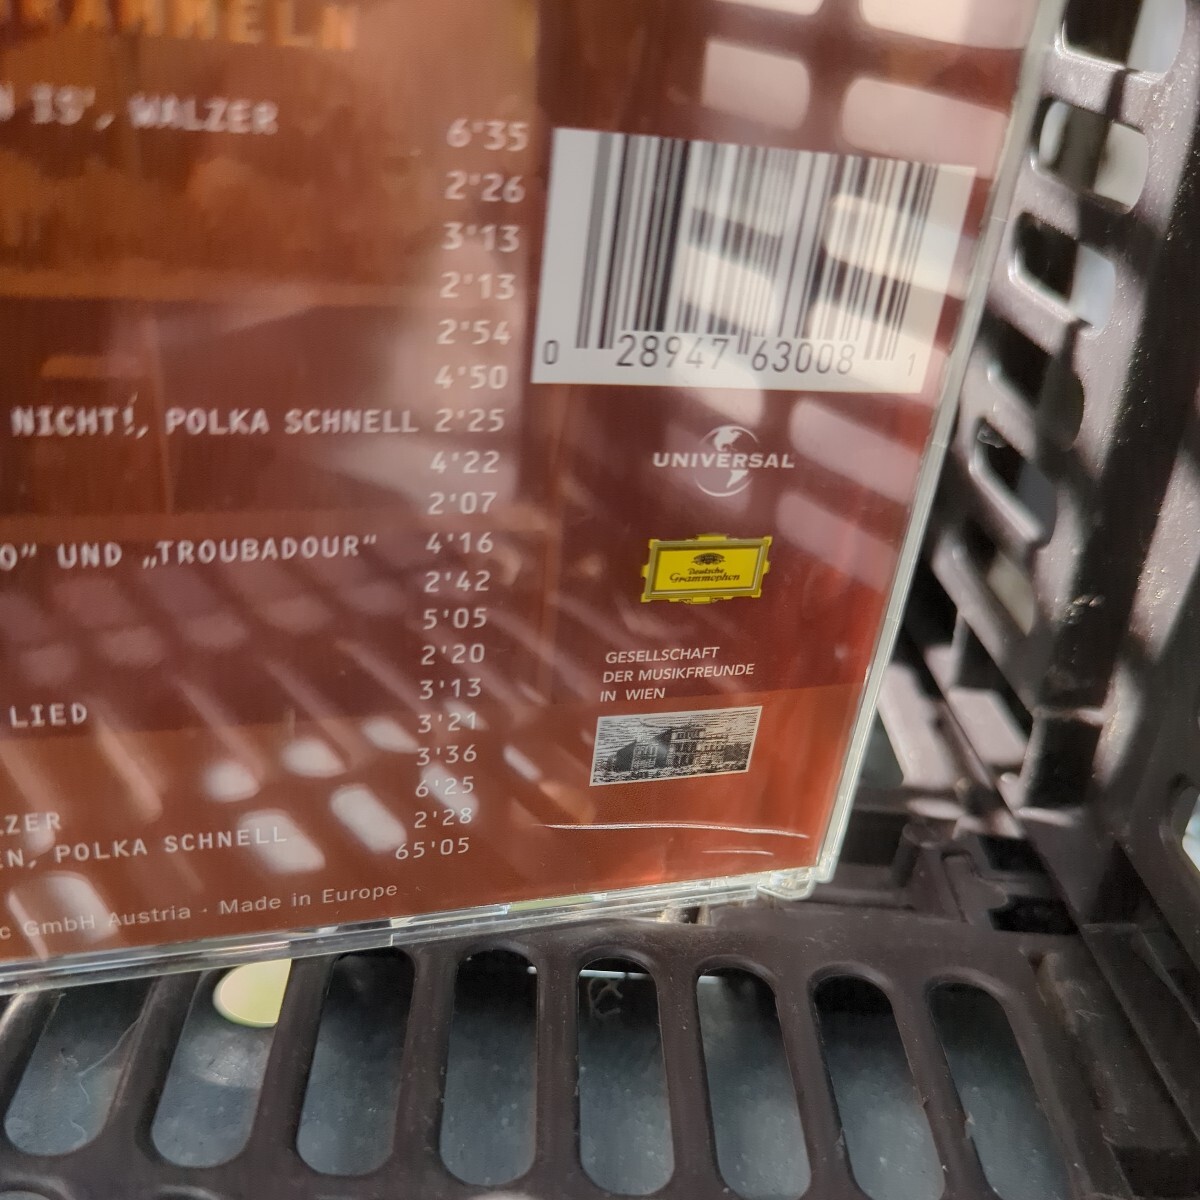 RAMMELN
N IS', WALZER 6'35
2'26
3'13
2'13
2'54
4'50
NICHT!, POLKA SCHNELL 2'25
4'22
2'07
O” UND „TROUBADOUR” 4'16
2'42
5'05
2'20
3'13
LIED 3'21
3'36
6'25
LZER 2'28
EN, POLKA SCHNELL 65'05
c GmbH Austria · Made in Europe
0 28947 63008 1
UNIVERSAL
Deutsche
Grammophon
GESELLSCHAFT
DER MUSIKFREUNDE
IN WIEN